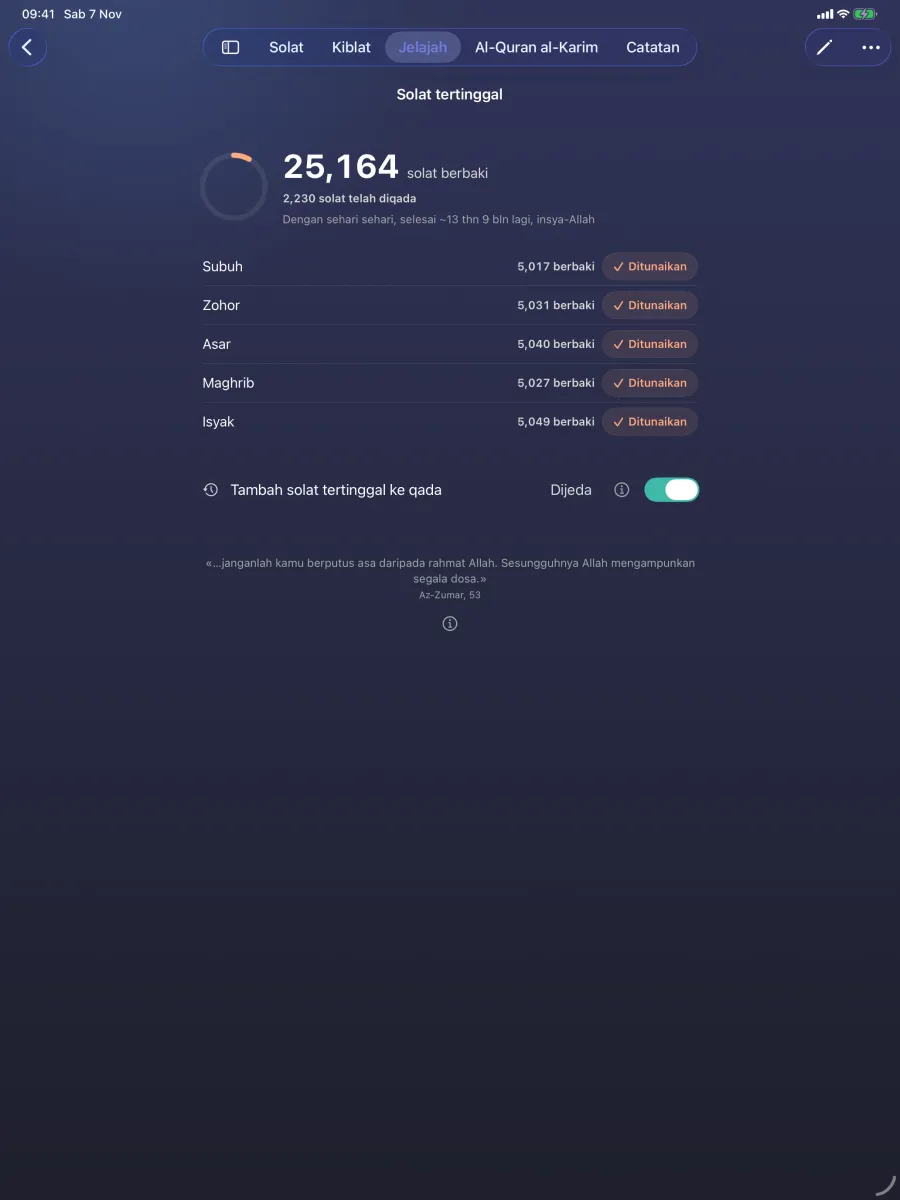 09:41 Sab 7 Nov
Solat Kiblat Jelajah Al-Quran al-Karim Catatan
Solat tertinggal
25,164 solat berbaki
2,230 solat telah diqada
Dengan sehari sehari, selesai ~13 thn 9 bln lagi, insya-Allah
Subuh 5,017 berbaki ✓ Ditunaikan
Zohor 5,031 berbaki ✓ Ditunaikan
Asar 5,040 berbaki ✓ Ditunaikan
Maghrib 5,027 berbaki ✓ Ditunaikan
Isyak 5,049 berbaki ✓ Ditunaikan
Tambah solat tertinggal ke qada Dijeda
«...janganlah kamu berputus asa daripada rahmat Allah. Sesungguhnya Allah mengampunkan
segala dosa.»
Az-Zumar, 53